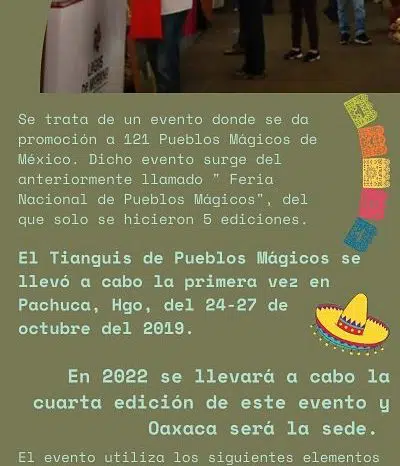 Se trata de un evento donde se da
promoción a 121 Pueblos Mágicos de
México. Dicho evento surge del
anteriormente llamado " Feria
Nacional de Pueblos Mágicos", del
que solo se hicieron 5 ediciones.
El Tianguis de Pueblos Mágicos se
llevó a cabo la primera vez en
Pachuca, Hgo, del 24-27 de
octubre del 2019.
En 2022 se llevará a cabo la
cuarta edición de este evento y
Oaxaca será la sede.
El evento utiliza los siguientes elementos